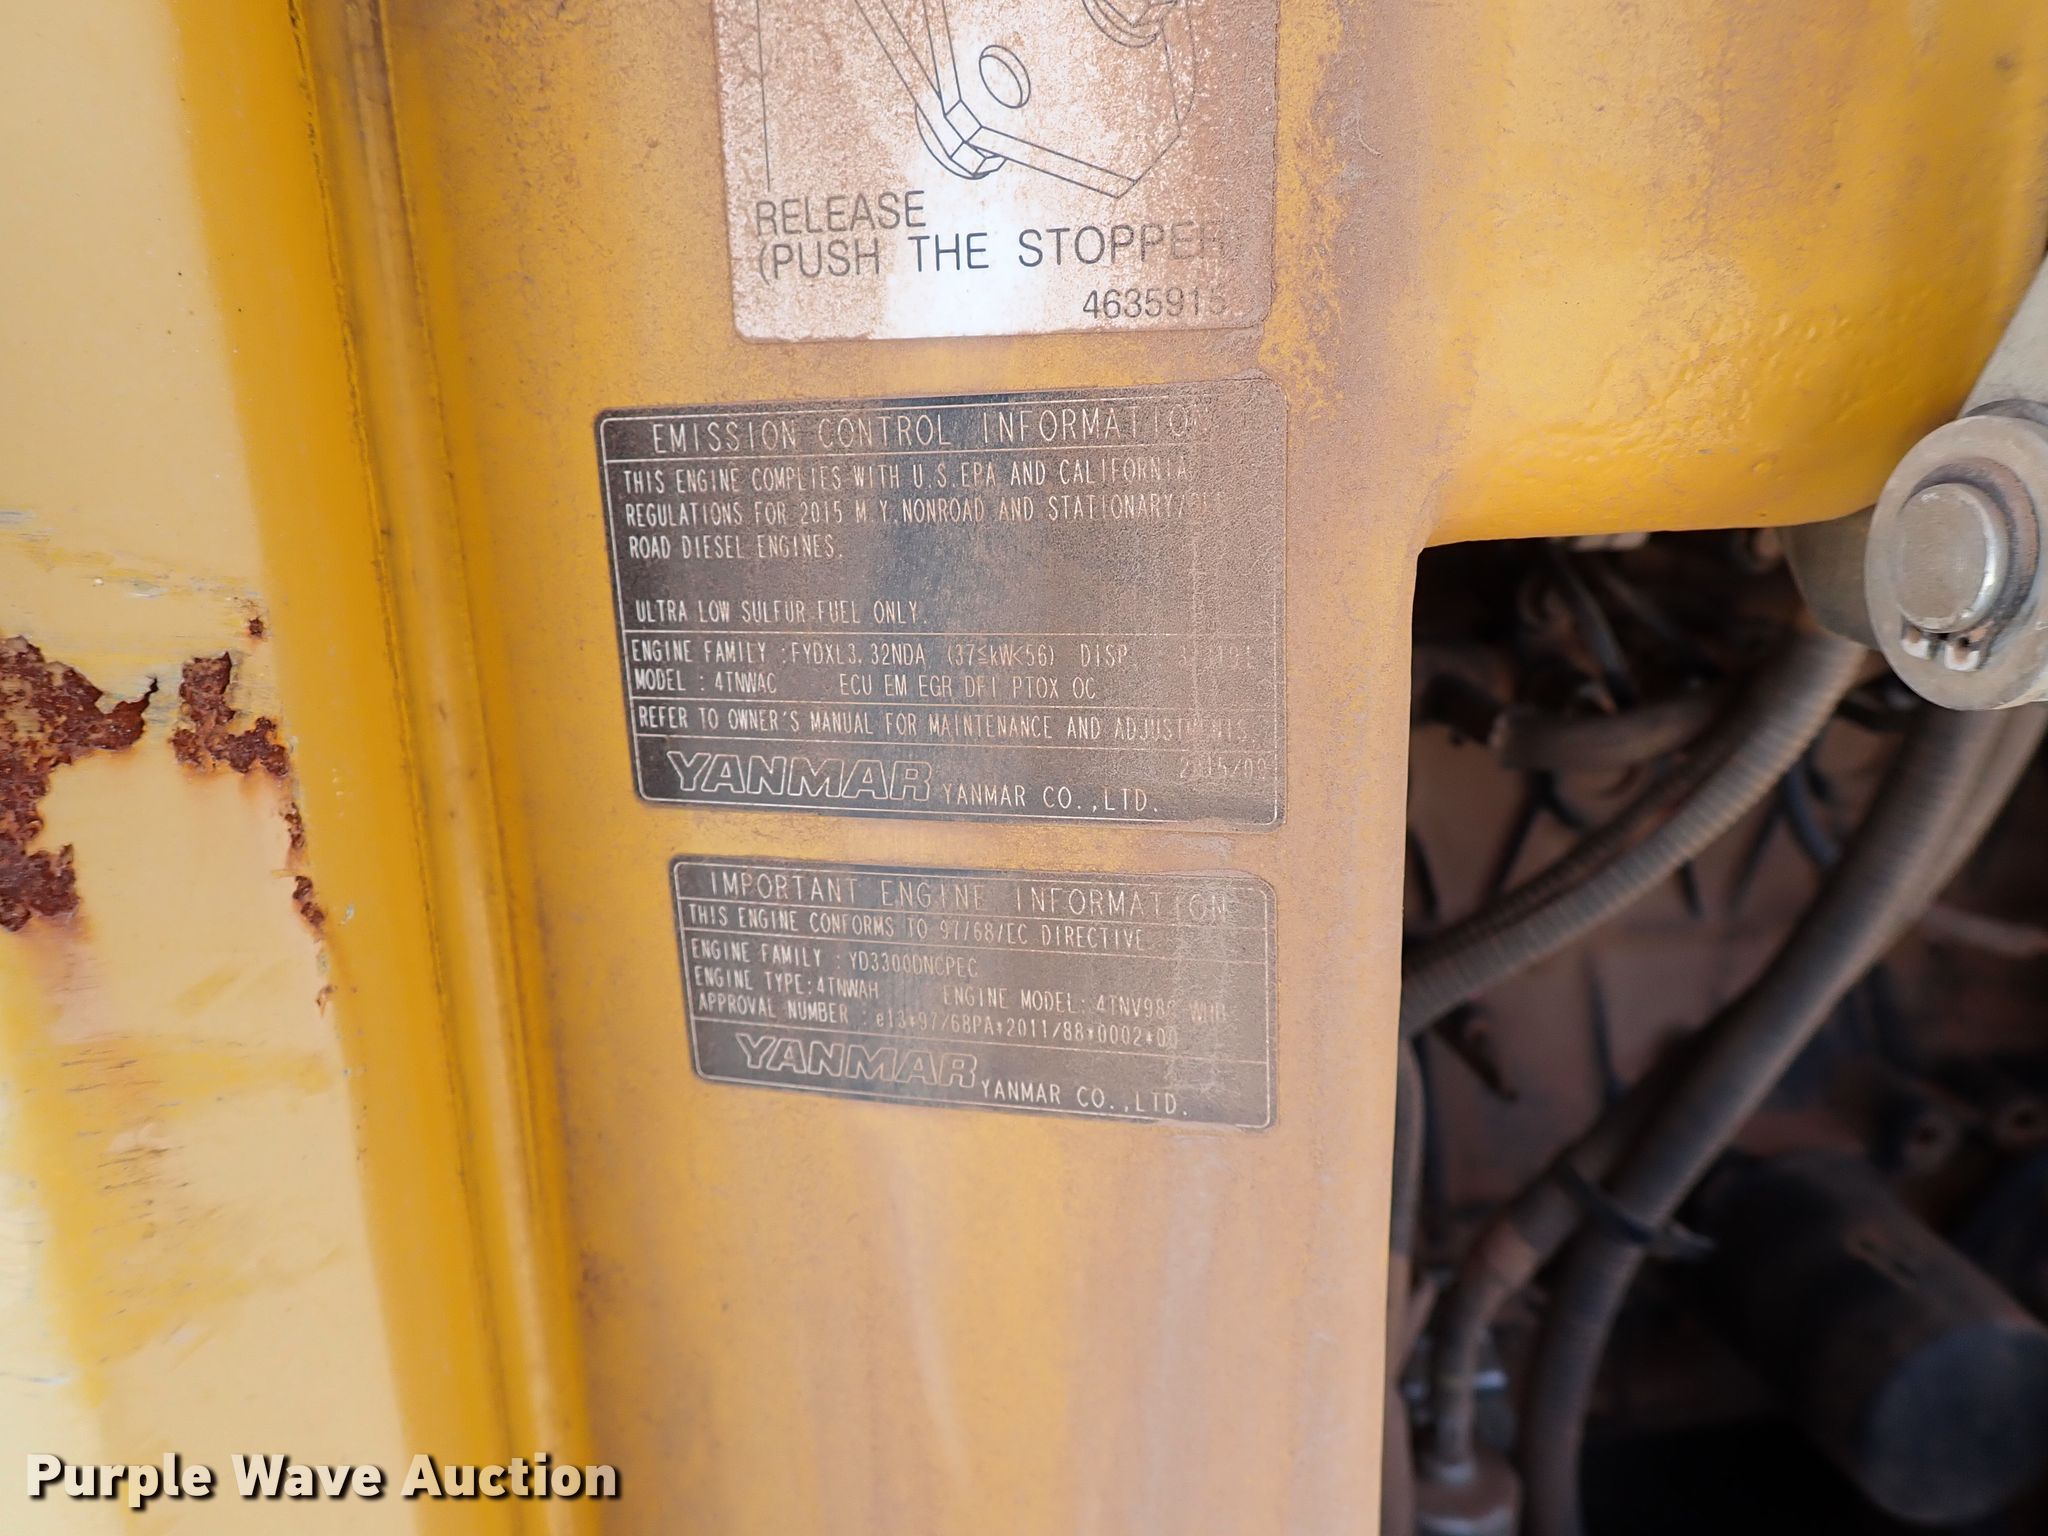 RELEASE
(PUSH THE STOPPER
4635915
EMISSION CONTROL INFORMATION
THIS ENGINE COMPLIES WITH U.S.EPA AND CALIFORNIA
REGULATIONS FOR 2015 M.Y.NONROAD AND STATIONARY/
ROAD DIESEL ENGINES.
ULTRA LOW SULFUR FUEL ONLY.
ENGINE FAMILY :FYDXL3.32NDA (37≤kW<56) DISP
MODEL : 4TNWAC ECU EM EGR DFI PTOX OC
REFER TO OWNER'S MANUAL FOR MAINTENANCE AND ADJUSTMENTS.
YANMAR YANMAR CO.,LTD. 2015/09
IMPORTANT ENGINE INFORMATION
THIS ENGINE CONFORMS TO 97/68/EC DIRECTIVE
ENGINE FAMILY : YD3300DNCPEC
ENGINE TYPE:4TNWAH ENGINE MODEL:
APPROVAL NUMBER : e13*97/68PA*2011/88*0002*00
YANMAR YANMAR CO.,LTD.
Purple Wave Auction